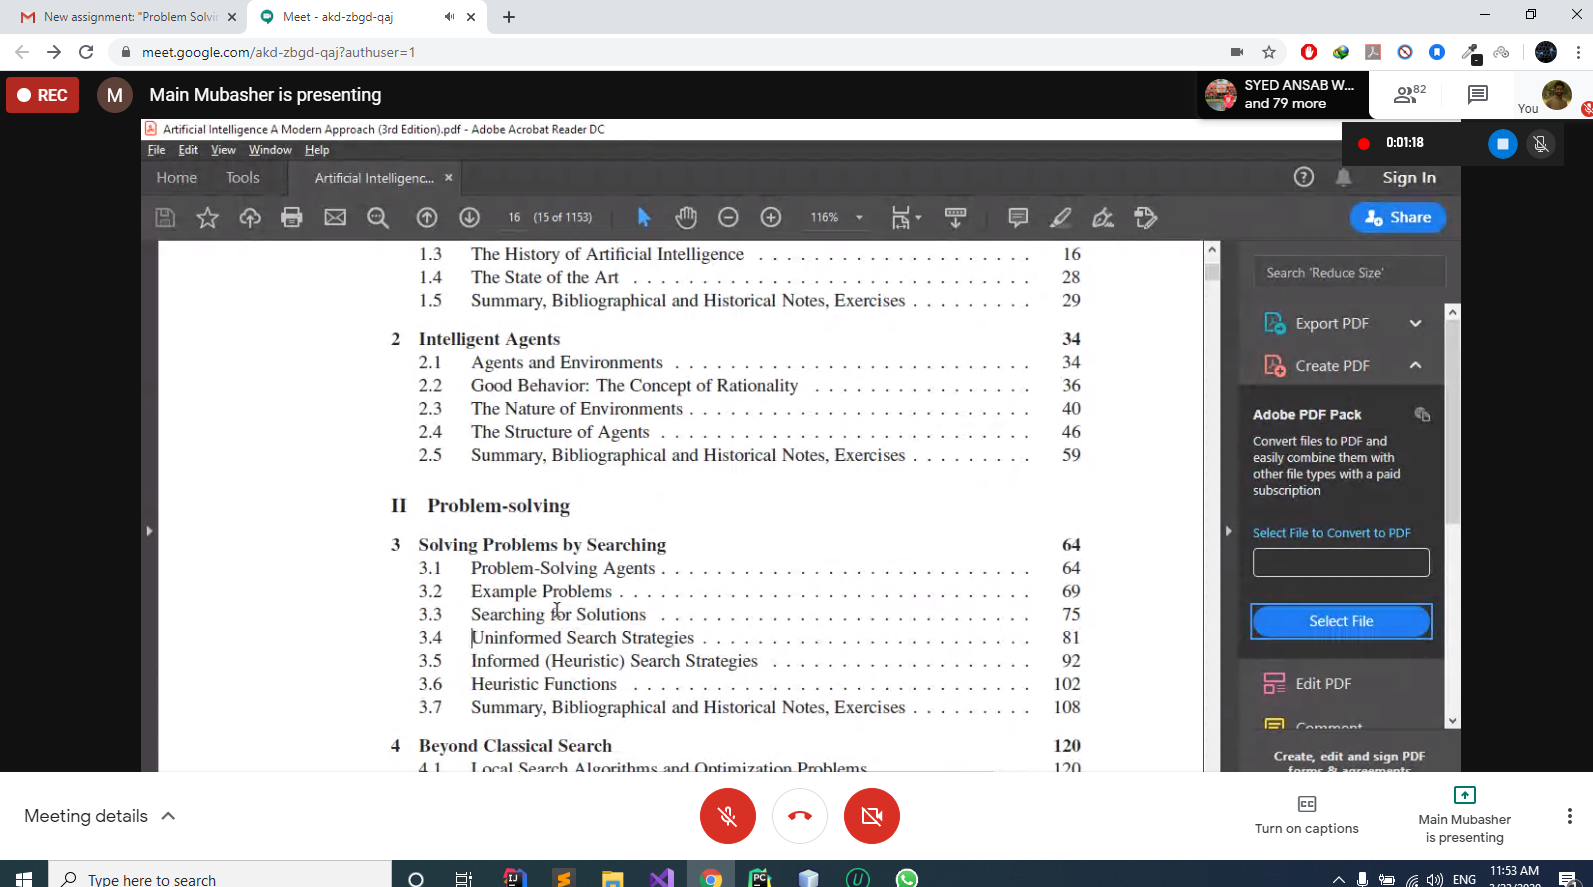 New assignment: "Problem Solvi
Meet - akd-zbgd-qaj
meet.google.com/akd-zbgd-qaj?authuser=1
REC
M
Main Mubasher is presenting
SYED ANSAB W...
and 79 more
82
You
Artificial Intelligence A Modern Approach (3rd Edition).pdf - Adobe Acrobat Reader DC
0:01:18
File Edit View Window Help
Home Tools Artificial Intelligenc...
Sign In
16 (15 of 1153) 116%
Share
1.3 The History of Artificial Intelligence . . . . . . . . . . . . . . . . . . . . 16
1.4 The State of the Art . . . . . . . . . . . . . . . . . . . . . . . . . . . . . 28
1.5 Summary, Bibliographical and Historical Notes, Exercises . . . . . . . . . 29
2 Intelligent Agents 34
2.1 Agents and Environments . . . . . . . . . . . . . . . . . . . . . . . . . . 34
2.2 Good Behavior: The Concept of Rationality . . . . . . . . . . . . . . . . 36
2.3 The Nature of Environments . . . . . . . . . . . . . . . . . . . . . . . . . 40
2.4 The Structure of Agents . . . . . . . . . . . . . . . . . . . . . . . . . . . 46
2.5 Summary, Bibliographical and Historical Notes, Exercises . . . . . . . . . 59
II Problem-solving
3 Solving Problems by Searching 64
3.1 Problem-Solving Agents . . . . . . . . . . . . . . . . . . . . . . . . . . . 64
3.2 Example Problems . . . . . . . . . . . . . . . . . . . . . . . . . . . . . . 69
3.3 Searching for Solutions . . . . . . . . . . . . . . . . . . . . . . . . . . . 75
3.4 Uninformed Search Strategies . . . . . . . . . . . . . . . . . . . . . . . . 81
3.5 Informed (Heuristic) Search Strategies . . . . . . . . . . . . . . . . . . . 92
3.6 Heuristic Functions . . . . . . . . . . . . . . . . . . . . . . . . . . . . . 102
3.7 Summary, Bibliographical and Historical Notes, Exercises . . . . . . . . . 108
4 Beyond Classical Search 120
4.1 Local Search Algorithms and Optimization Problems 120
Search 'Reduce Size'
Export PDF
Create PDF
Adobe PDF Pack
Convert files to PDF and
easily combine them with
other file types with a paid
subscription
Select File to Convert to PDF
Select File
Edit PDF
Comment
Create, edit and sign PDF
forms & agreements
Meeting details
Turn on captions
Main Mubasher
is presenting
Type here to search
ENG
11:53 AM